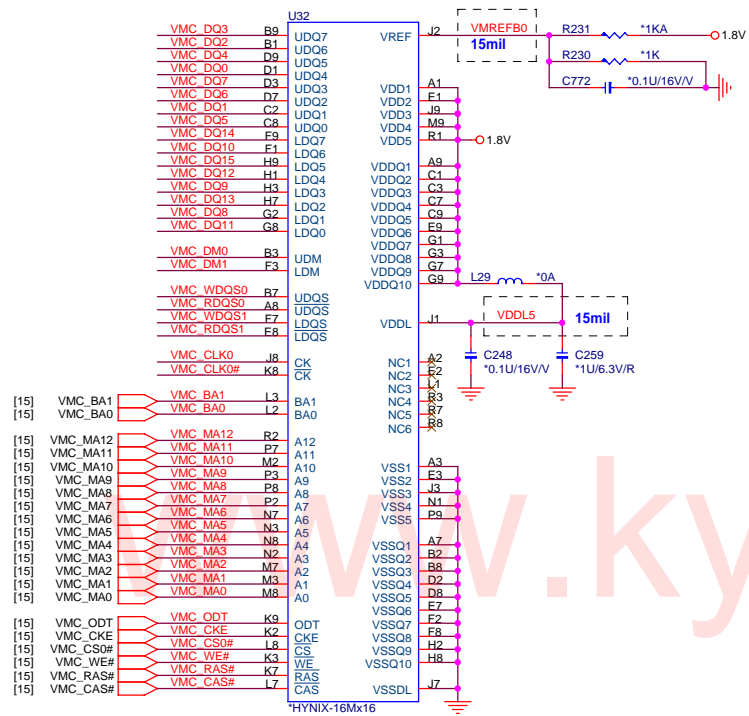 U32
VMC_DQ3 B9 UDQ7 VREF J2 VMREFB0 R231 *1KA 1.8V
VMC_DQ2 B1 UDQ6 15mil
VMC_DQ4 D9 UDQ5 R230 *1K
VMC_DQ0 D1 UDQ4 C772 *0.1U/16V/V
VMC_DQ7 D3 UDQ3 VDD1 A1
VMC_DQ6 D7 UDQ2 VDD2 E1
VMC_DQ1 C2 UDQ1 VDD3 J9
VMC_DQ5 C8 UDQ0 VDD4 M9
VMC_DQ14 F9 LDQ7 VDD5 R1 1.8V
VMC_DQ10 F1 LDQ6
VMC_DQ15 H9 LDQ5 VDDQ1 A9
VMC_DQ12 H1 LDQ4 VDDQ2 C1
VMC_DQ9 H3 LDQ3 VDDQ3 C3
VMC_DQ13 H7 LDQ2 VDDQ4 C7
VMC_DQ8 G2 LDQ1 VDDQ5 C9
VMC_DQ11 G8 LDQ0 VDDQ6 E9
VDDQ7 G1
VMC_DM0 B3 UDM VDDQ8 G3
VMC_DM1 F3 LDM VDDQ9 G7
VDDQ10 G9 L29 *0A
VMC_WDQS0 B7 UDQS
VMC_RDQS0 A8 UDQS
VMC_WDQS1 F7 LDQS VDDL J1 VDDL5 15mil
VMC_RDQS1 E8 LDQS
VMC_CLK0 J8 CK NC1 A2 C248 C259
VMC_CLK0# K8 CK NC2 E2 *0.1U/16V/V *1U/6.3V/R
NC3 L1
[15] VMC_BA1 VMC_BA1 L3 BA1 NC4 R3
[15] VMC_BA0 VMC_BA0 L2 BA0 NC5 R7
NC6 R8
[15] VMC_MA12 VMC_MA12 R2 A12
[15] VMC_MA11 VMC_MA11 P7 A11
[15] VMC_MA10 VMC_MA10 M2 A10 VSS1 A3
[15] VMC_MA9 VMC_MA9 P3 A9 VSS2 E3
[15] VMC_MA8 VMC_MA8 P8 A8 VSS3 J3
[15] VMC_MA7 VMC_MA7 P2 A7 VSS4 N1
[15] VMC_MA6 VMC_MA6 N7 A6 VSS5 P9
[15] VMC_MA5 VMC_MA5 N3 A5
[15] VMC_MA4 VMC_MA4 N8 A4 VSSQ1 A7
[15] VMC_MA3 VMC_MA3 N2 A3 VSSQ2 B2
[15] VMC_MA2 VMC_MA2 M7 A2 VSSQ3 B8
[15] VMC_MA1 VMC_MA1 M3 A1 VSSQ4 D2
[15] VMC_MA0 VMC_MA0 M8 A0 VSSQ5 D8
VSSQ6 E7
[15] VMC_ODT VMC_ODT K9 ODT VSSQ7 F2
[15] VMC_CKE VMC_CKE K2 CKE VSSQ8 F8
[15] VMC_CS0# VMC_CS0# L8 CS VSSQ9 H2
[15] VMC_WE# VMC_WE# K3 WE VSSQ10 H8
[15] VMC_RAS# VMC_RAS# K7 RAS
[15] VMC_CAS# VMC_CAS# L7 CAS VSSDL J7
*HYNIX-16Mx16
www.ky